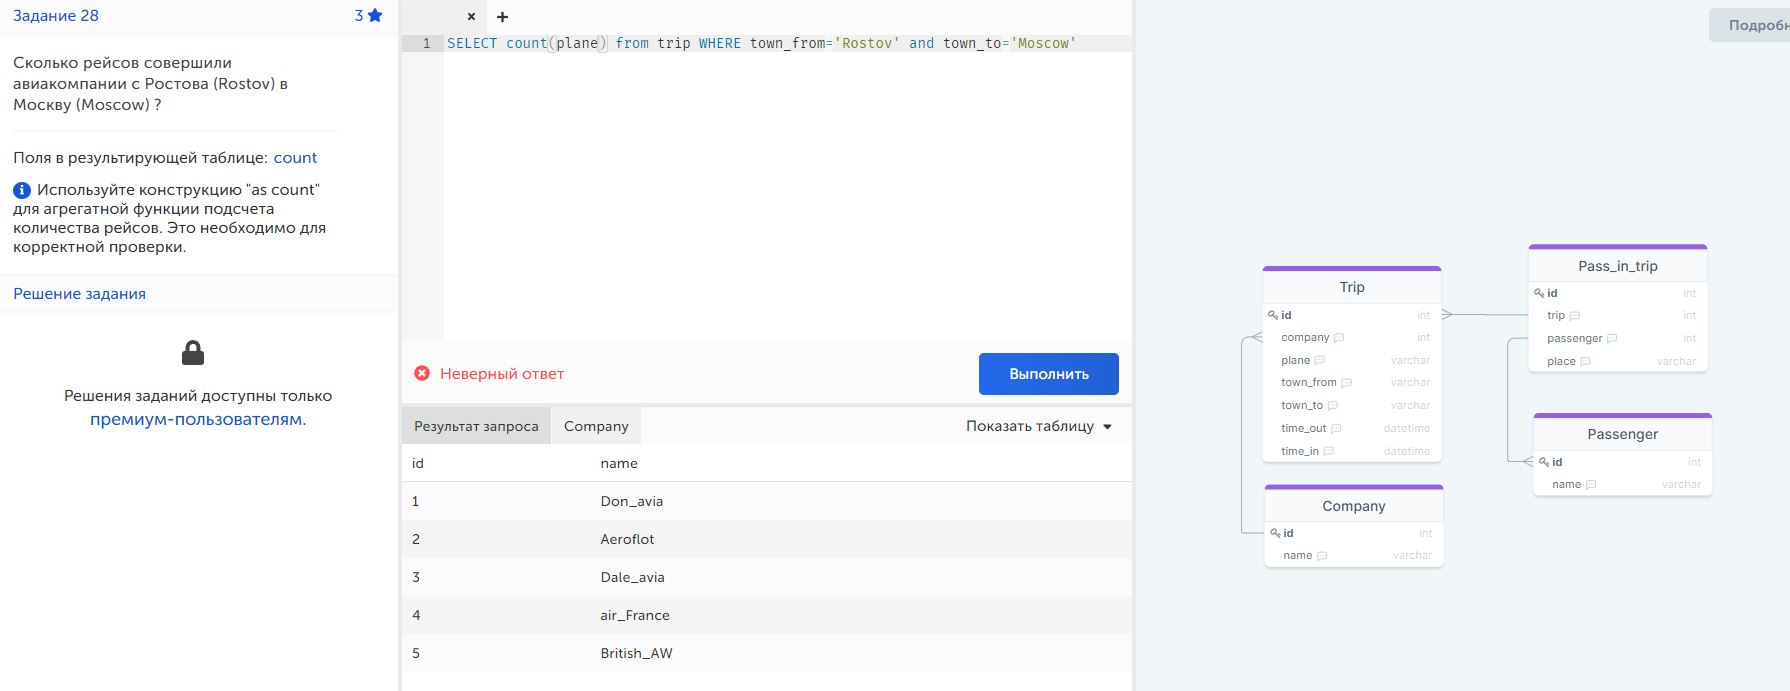 Задание 28
3
Сколько рейсов совершили
авиакомпании с Ростова (Rostov) в
Москву (Moscow) ?
Поля в результирующей таблице: count
Используйте конструкцию "as count"
для агрегатной функции подсчета
количества рейсов. Это необходимо для
корректной проверки.
Решение задания
Решения заданий доступны только
премиум-пользователям.
× +
1 SELECT count(plane) from trip WHERE town_from='Rostov' and town_to='Moscow'
Неверный ответ
Выполнить
Результат запроса Company Показать таблицу
id name
1 Don_avia
2 Aeroflot
3 Dale_avia
4 air_France
5 British_AW
Trip
id int
company int
plane varchar
town_from varchar
town_to varchar
time_out datetime
time_in datetime
Company
id int
name varchar
Pass_in_trip
id int
trip int
passenger int
place varchar
Passenger
id int
name varchar